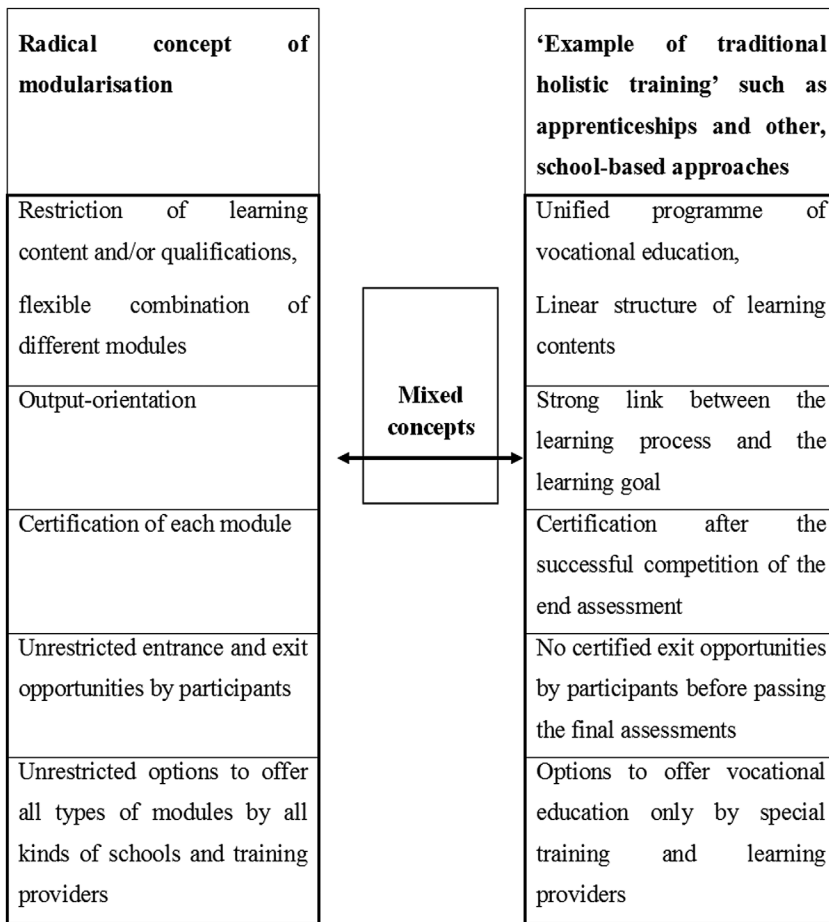 Radical concept of
modularisation
Restriction of learning
content and/or qualifications,
flexible combination of
different modules
Output-orientation
Certification of each module
Unrestricted entrance and exit
opportunities by participants
Unrestricted options to offer
all types of modules by all
kinds of schools and training
providers
Mixed
concepts
‘Example of traditional
holistic training’ such as
apprenticeships and other,
school-based approaches
Unified programme of
vocational education,
Linear structure of learning
contents
Strong link between the
learning process and the
learning goal
Certification after the
successful competition of the
end assessment
No certified exit opportunities
by participants before passing
the final assessments
Options to offer vocational
education only by special
training and learning
providers